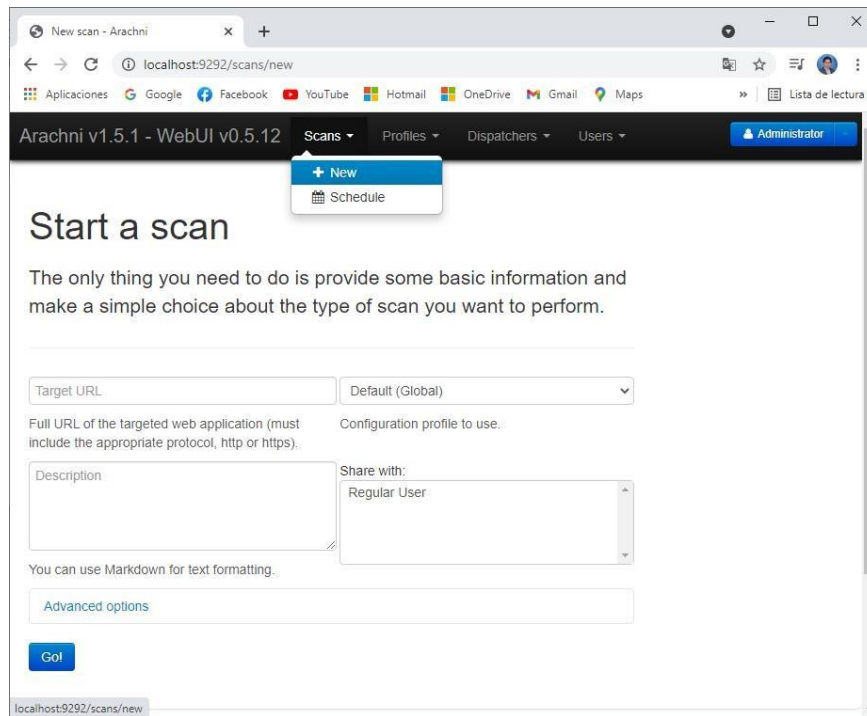 New scan - Arachni
localhost:9292/scans/new
Aplicaciones Google Facebook YouTube Hotmail OneDrive Gmail Maps » Lista de lectura
Arachni v1.5.1 - WebUI v0.5.12 Scans Profiles Dispatchers Users Administrator
New
Schedule
Start a scan
The only thing you need to do is provide some basic information and
make a simple choice about the type of scan you want to perform.
Target URL Default (Global)
Full URL of the targeted web application (must Configuration profile to use.
include the appropriate protocol, http or https).
Description Share with:
Regular User
You can use Markdown for text formatting.
Advanced options
Go!
localhost:9292/scans/new